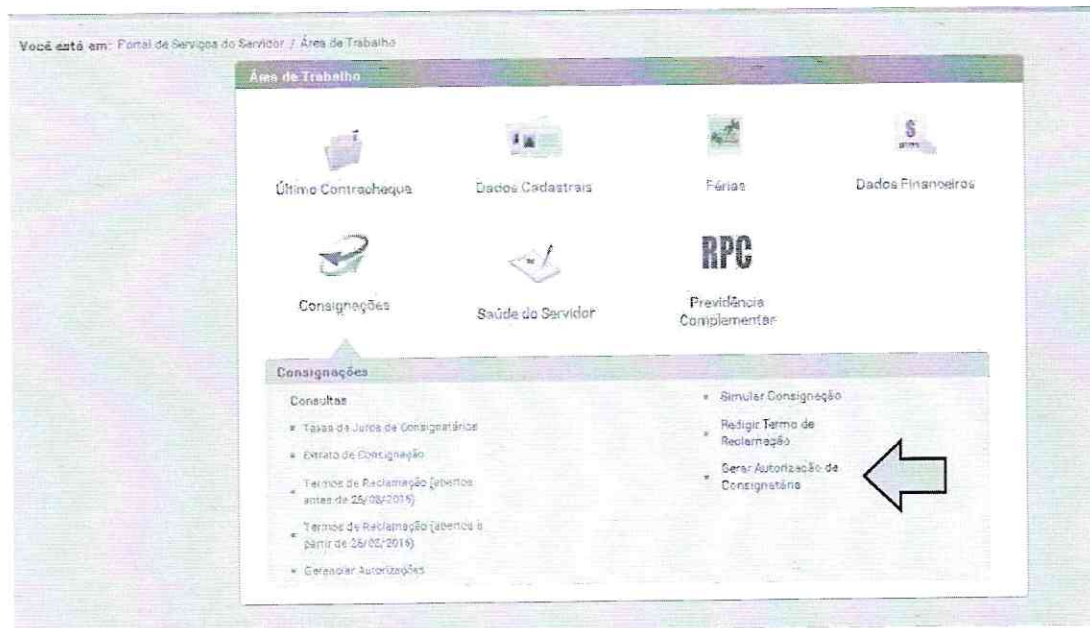 Você está em: Portal de Serviços do Servidor / Área de Trabalho
Área de Trabalho
Último Contracheque
Dados Cadastrais
Férias
Dados Financeiros
$
RPC
Consignações
Saúde do Servidor
Previdência
Complementar
Consignações
Consultas
Taxas de Juros de Consignatárias
Extrato de Consignação
Termos de Reclamação (abertos
antes de 26/02/2016)
Termos de Reclamação (abertos a
partir de 26/02/2016)
Gerenciar Autorizações
Simular Consignação
Redigir Termo de
Reclamação
Gerar Autorização de
Consignatária